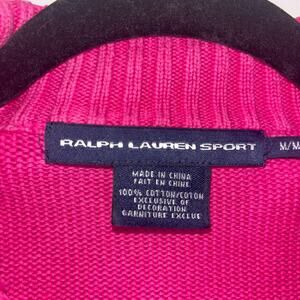 RALPH LAUREN SPORT
M/M
MADE IN CHINA
FAIT EN CHINE
100% COTTON/COTON
EXCLUSIVE OF
DECORATION
GARNITURE EXCLUE